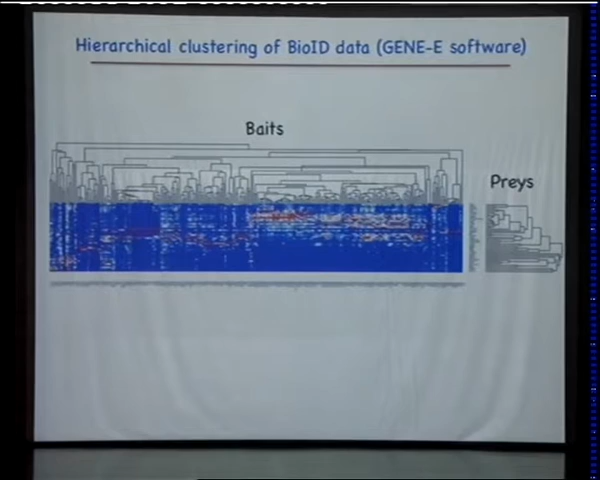 Hierarchical clustering of BioID data (GENE-E software)
Baits
Preys